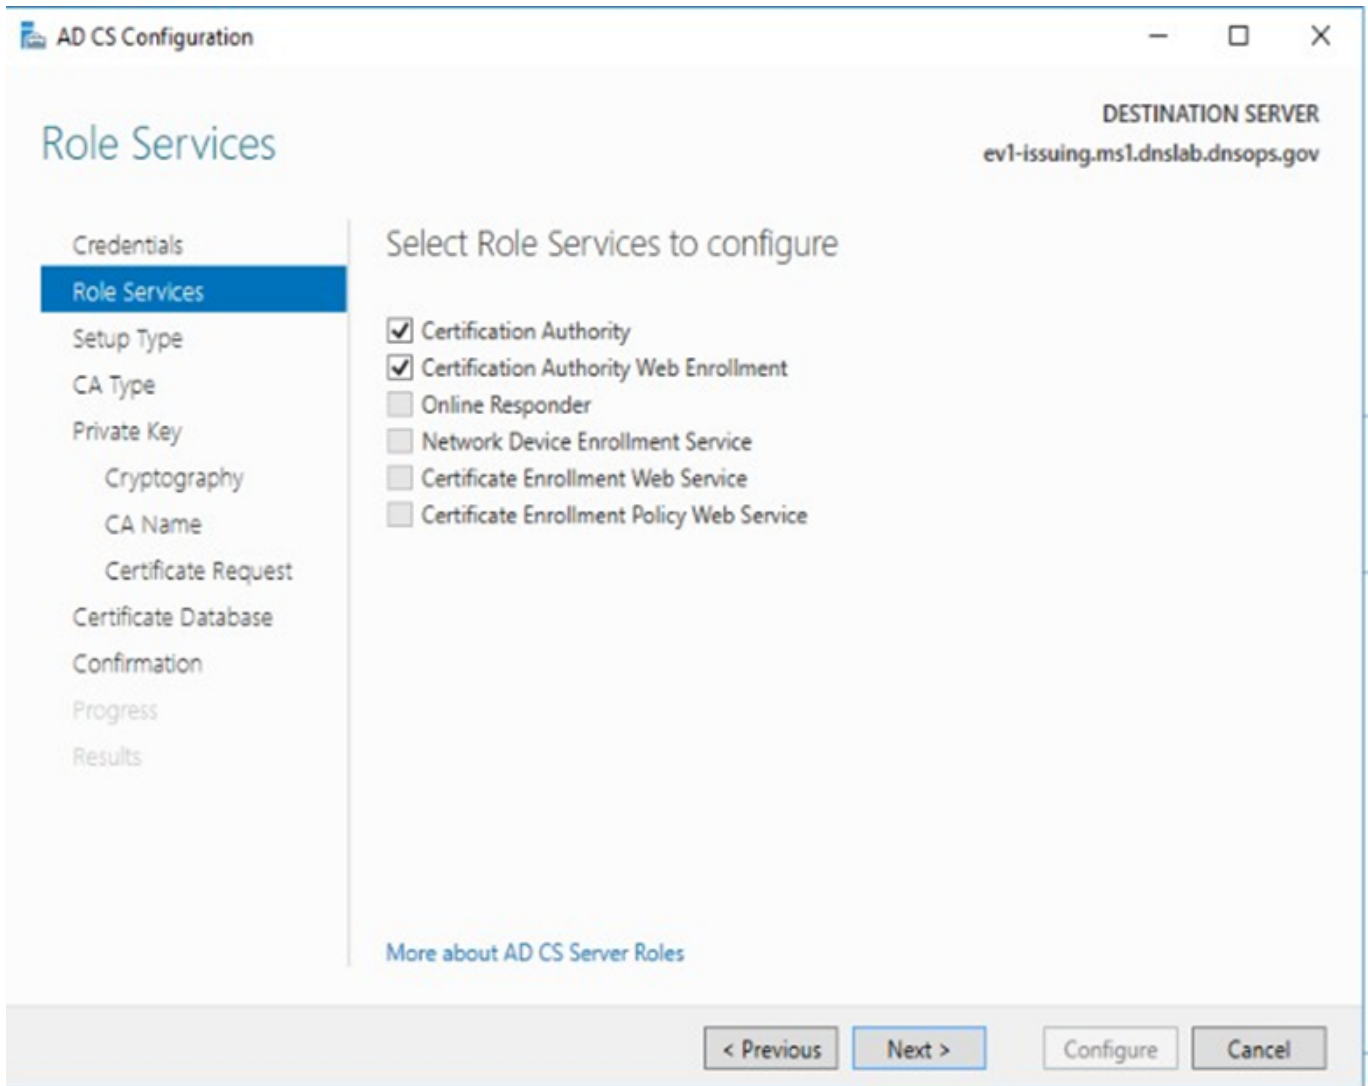 AD CS Configuration
DESTINATION SERVER
ev1-issuing.ms1.dnslab.dnsops.gov
Role Services
Credentials
Role Services
Setup Type
CA Type
Private Key
Cryptography
CA Name
Certificate Request
Certificate Database
Confirmation
Progress
Results
Select Role Services to configure
Certification Authority
Certification Authority Web Enrollment
Online Responder
Network Device Enrollment Service
Certificate Enrollment Web Service
Certificate Enrollment Policy Web Service
More about AD CS Server Roles
< Previous
Next >
Configure
Cancel